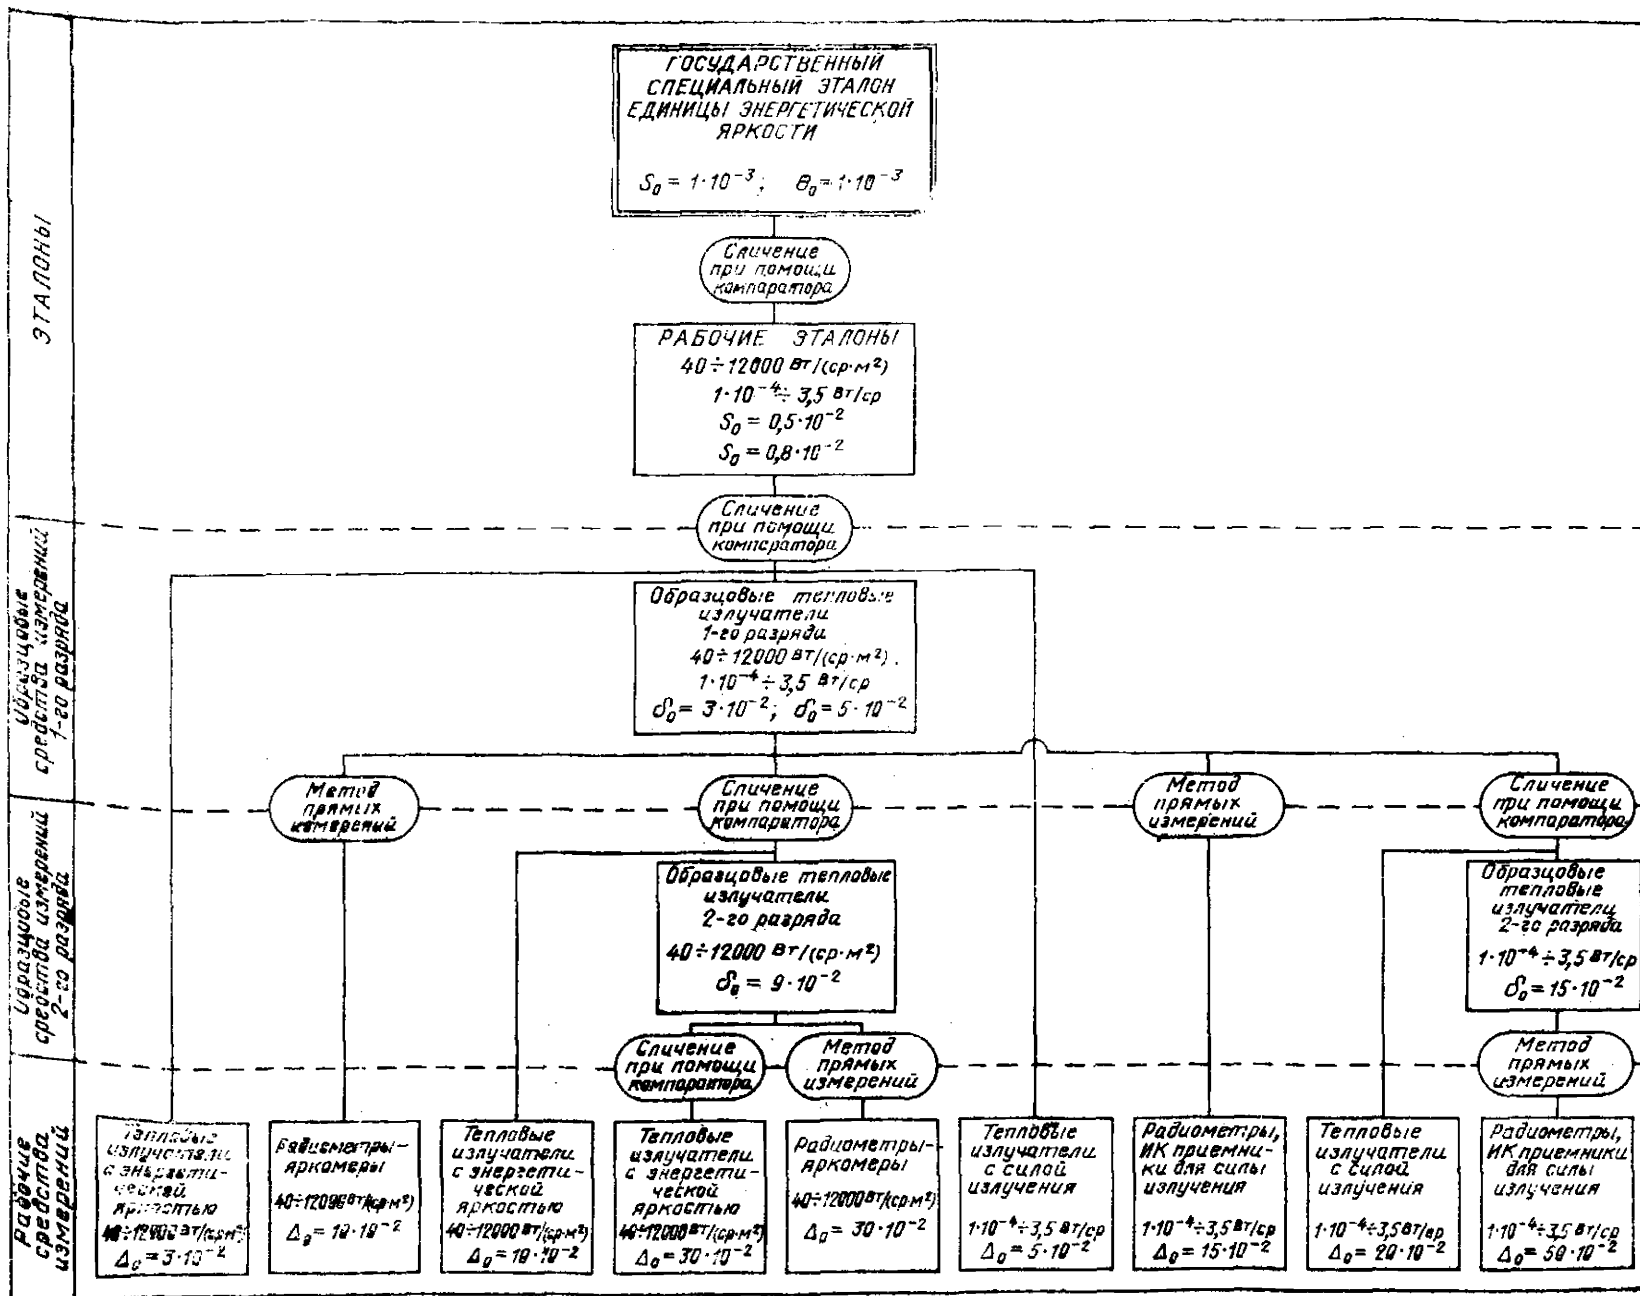 ЭТАЛОНЫ
ГОСУДАРСТВЕННЫЙ
СПЕЦИАЛЬНЫЙ ЭТАЛОН
ЕДИНИЦЫ ЭНЕРГЕТИЧЕСКОЙ
ЯРКОСТИ
S₀ = 1·10⁻³; Θ₀ = 1·10⁻³
Сличение
при помощи
компаратора
РАБОЧИЕ ЭТАЛОНЫ
40÷12000 Вт/(ср·м²)
1·10⁻⁴÷3,5 Вт/ср
S₀ = 0,5·10⁻²
S₀ = 0,8·10⁻²
Сличение
при помощи
компаратора
Образцовые
средства измерений
1-го разряда
Образцовые тепловые
излучатели
1-го разряда
40÷12000 Вт/(ср·м²).
1·10⁻⁴÷3,5 Вт/ср
δ₀ = 3·10⁻²; δ₀ = 5·10⁻²
Метод
прямых
измерений
Сличение
при помощи
компаратора
Метод
прямых
измерений
Сличение
при помощи
компаратора
Образцовые
средства измерений
2-го разряда
Образцовые тепловые
излучатели
2-го разряда
40÷12000 Вт/(ср·м²)
δ₀ = 9·10⁻²
Образцовые
тепловые
излучатели
2-го разряда
1·10⁻⁴÷3,5 Вт/ср
δ₀ = 15·10⁻²
Сличение
при помощи
компаратора
Метод
прямых
измерений
Метод
прямых
измерений
Рабочие
средства
измерений
Тепловые
излучатели
с энергети-
ческой
яркостью
40÷12000 Вт/(ср·м²)
Δ₀ = 3·10⁻²
Радиометры-
яркомеры
40÷12000 Вт/(ср·м²)
Δ₀ = 10·10⁻²
Тепловые
излучатели
с энергети-
ческой
яркостью
40÷12000 Вт/(ср·м²)
Δ₀ = 10·10⁻²
Тепловые
излучатели
с энергети-
ческой
яркостью
40÷12000 Вт/(ср·м²)
Δ₀ = 30·10⁻²
Радиометры-
яркомеры
40÷12000 Вт/(ср·м²)
Δ₀ = 30·10⁻²
Тепловые
излучатели
с силой
излучения
1·10⁻⁴÷3,5 Вт/ср
Δ₀ = 5·10⁻²
Радиометры,
ИК приемни-
ки для силы
излучения
1·10⁻⁴÷3,5 Вт/ср
Δ₀ = 15·10⁻²
Тепловые
излучатели
с силой
излучения
1·10⁻⁴÷3,5 Вт/ср
Δ₀ = 20·10⁻²
Радиометры,
ИК приемники
для силы
излучения
1·10⁻⁴÷3,5 Вт/ср
Δ₀ = 50·10⁻²